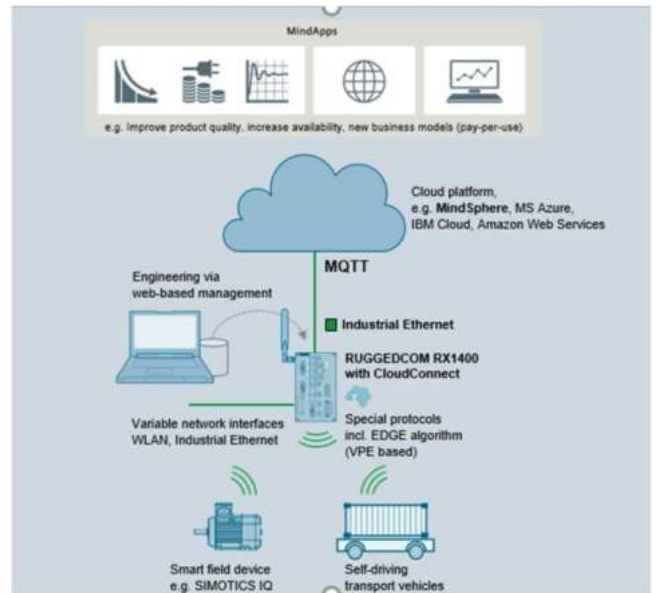 MindApps
e.g. Improve product quality, increase availability, new business models (pay-per-use)
Cloud platform,
e.g. MindSphere, MS Azure,
IBM Cloud, Amazon Web Services
MQTT
Engineering via
web-based management
Industrial Ethernet
RUGGEDCOM RX1400
with CloudConnect
Variable network interfaces
WLAN, Industrial Ethernet
Special protocols
incl. EDGE algorithm
(VPE based)
Smart field device
e.g. SIMOTICS IQ
Self-driving
transport vehicles